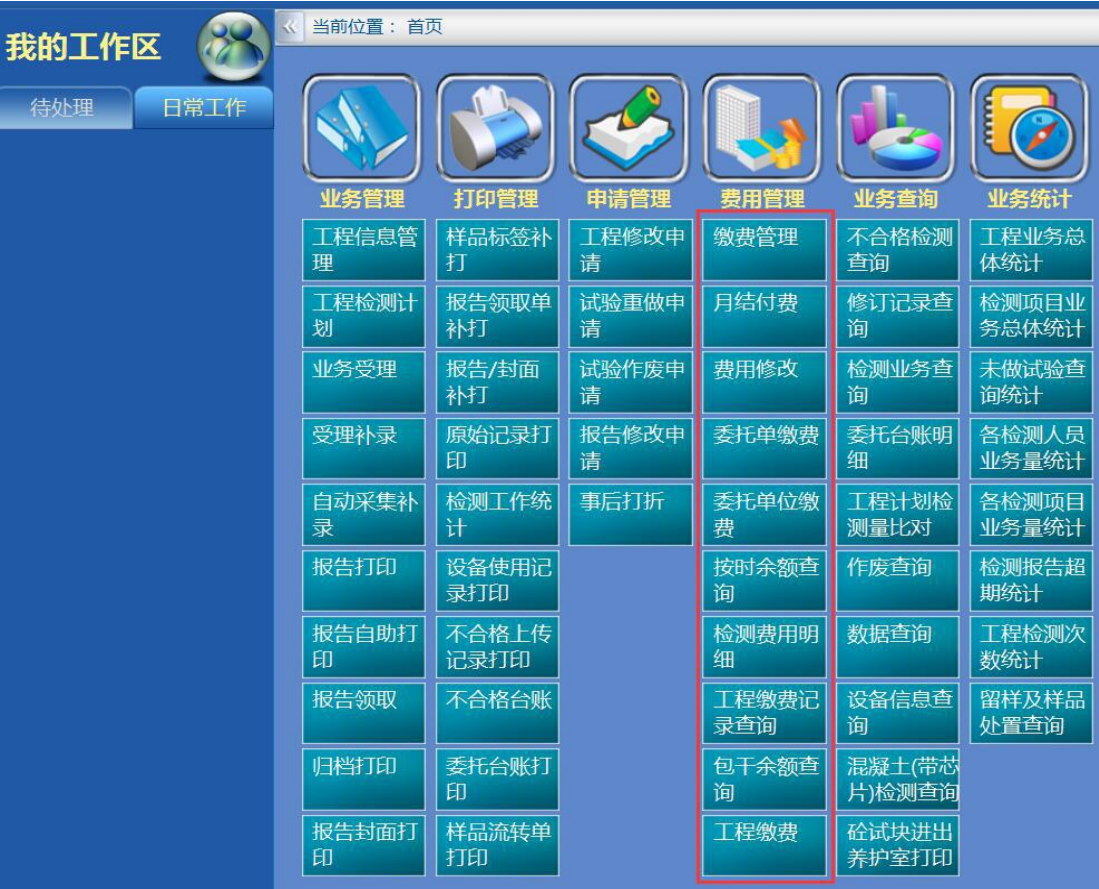 我的工作区
当前位置： 首页
待处理
日常工作
业务管理
打印管理
申请管理
费用管理
业务查询
业务统计
工程信息管
理
样品标签补
打
工程修改申
请
缴费管理
不合格检测
查询
工程业务总
体统计
工程检测计
划
报告领取单
补打
试验重做申
请
月结付费
修订记录查
询
检测项目业
务总体统计
业务受理
报告/封面
补打
试验作废申
请
费用修改
检测业务查
询
未做试验查
询统计
受理补录
原始记录打
印
报告修改申
请
委托单缴费
委托台账明
细
各检测人员
业务量统计
自动采集补
录
检测工作统
计
事后打折
委托单位缴
费
工程计划检
测量比对
各检测项目
业务量统计
报告打印
设备使用记
录打印
按时余额查
询
作废查询
检测报告超
期统计
报告自助打
印
不合格上传
记录打印
检测费用明
细
数据查询
工程检测次
数统计
报告领取
不合格台账
工程缴费记
录查询
设备信息查
询
留样及样品
处置查询
归档打印
委托台账打
印
包干余额查
询
混凝土(带芯
片)检测查询
报告封面打
印
样品流转单
打印
工程缴费
砼试块进出
养护室打印